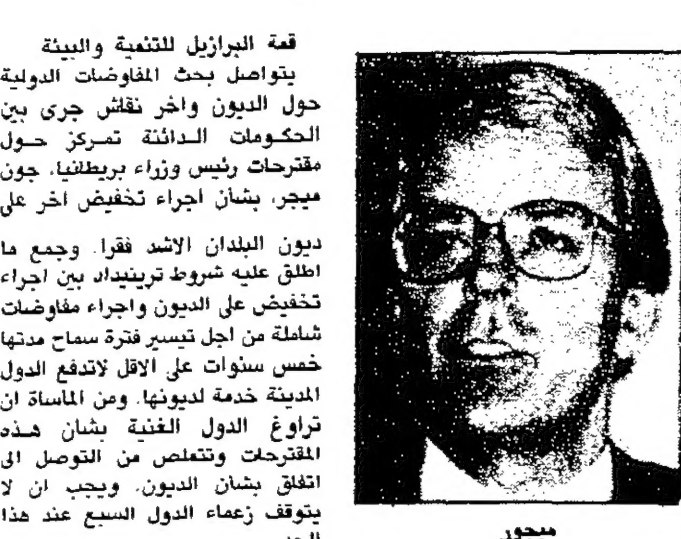 قمة البرازيل للتنمية والبيئة
يتواصل بحث المفاوضات الدولية
حول الديون واخر نقاش جرى بين
الحكومات الدائنة تمركز حول
مقترحات رئيس وزراء بريطانيا، جون
ميجر، بشأن اجراء تخفيض اخر على
ديون البلدان الاشد فقرا. وجمع ما
اطلق عليه شروط ترينيداد بين اجراء
تخفيض على الديون واجراء مفاوضات
شاملة من اجل تيسير فترة سماح مدتها
خمس سنوات على الاقل لاتدفع الدول
المدينة خدمة لديونها. ومن المأساة ان
تراوغ الدول الغنية بشان هذه
المقترحات وتتملص من التوصل الى
اتفاق بشأن الديون. ويجب ان لا
يتوقف زعماء الدول السبع عند هذا
ميجور